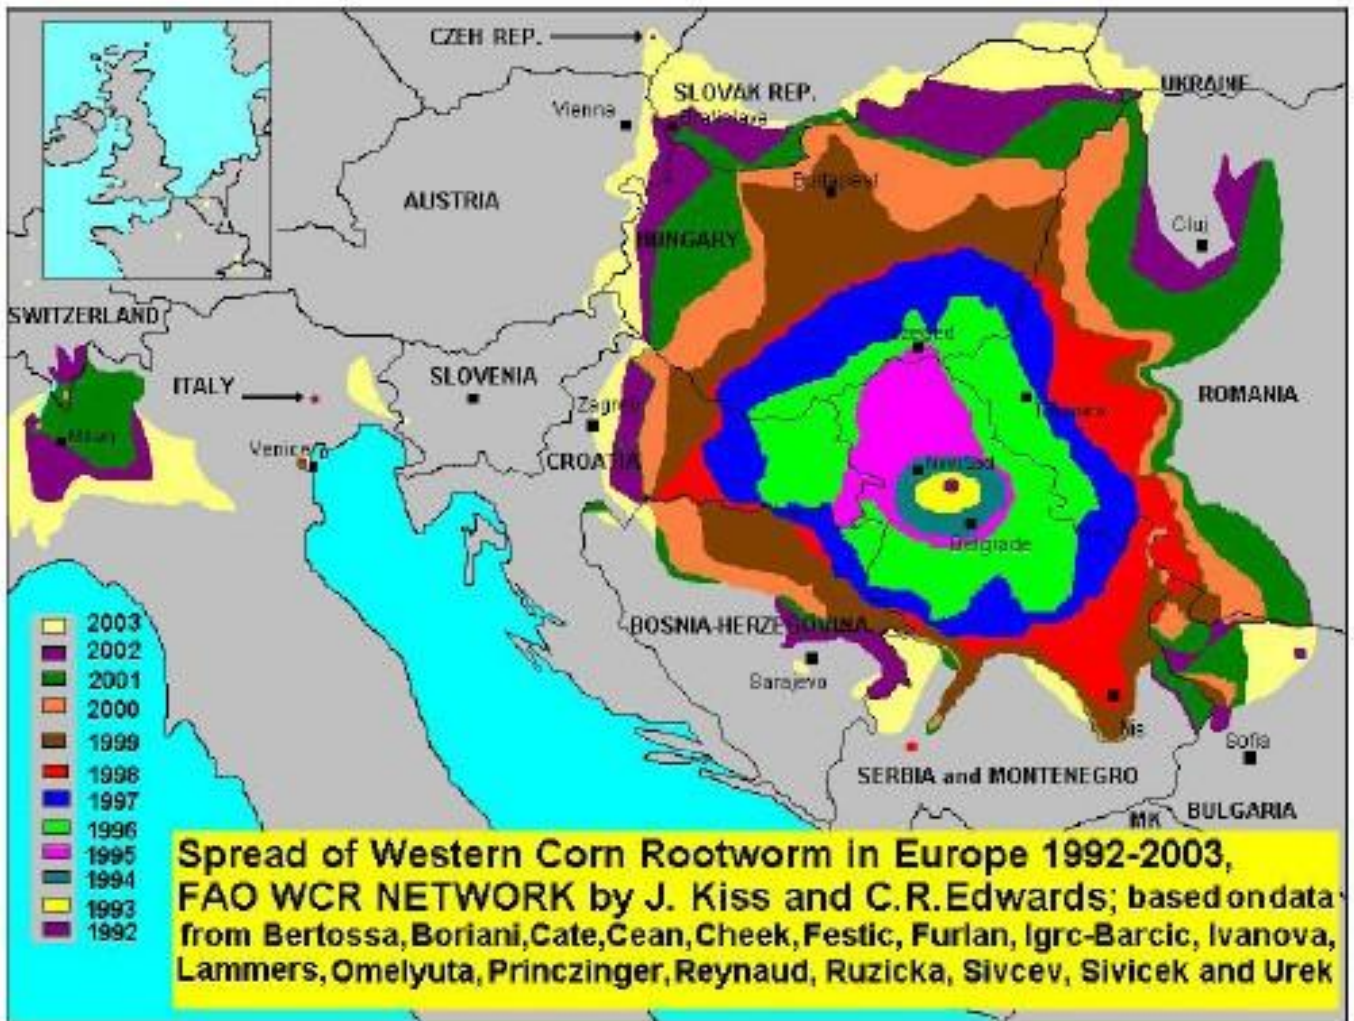 CZEH REP.
SLOVAK REP.
UKRAINE
Vienna
Bratislava
AUSTRIA
Budapest
HUNGARY
Cluj
SWITZERLAND
ITALY
SLOVENIA
Szeged
ROMANIA
Zagreb
Milan
Venice
CROATIA
Novi Sad
Belgrade
BOSNIA-HERZEGOVINA
Sarajevo
Nis
Sofia
SERBIA and MONTENEGRO
MK
BULGARIA
2003
2002
2001
2000
1999
1998
1997
1996
1995
1994
1993
1992
Spread of Western Corn Rootworm in Europe 1992-2003,
FAO WCR NETWORK by J. Kiss and C.R.Edwards; based on data
from Bertossa,Boriani,Cate,Cean,Cheek,Festic, Furlan, Igrc-Barcic, Ivanova,
Lammers,Omelyuta,Princzinger,Reynaud, Ruzicka, Sivcev, Sivicek and Urek